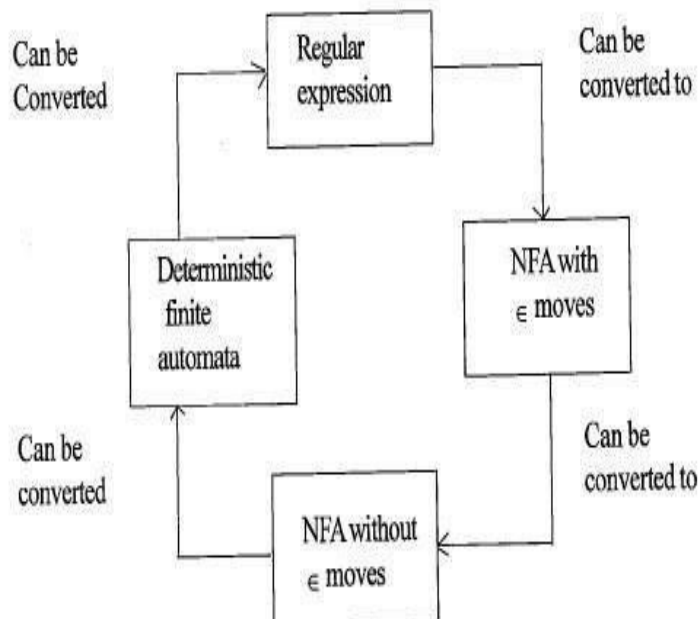 Regular
expression
Can be
Converted
Can be
converted to
Deterministic
finite
automata
NFA with
∈ moves
Can be
converted
Can be
converted to
NFA without
∈ moves